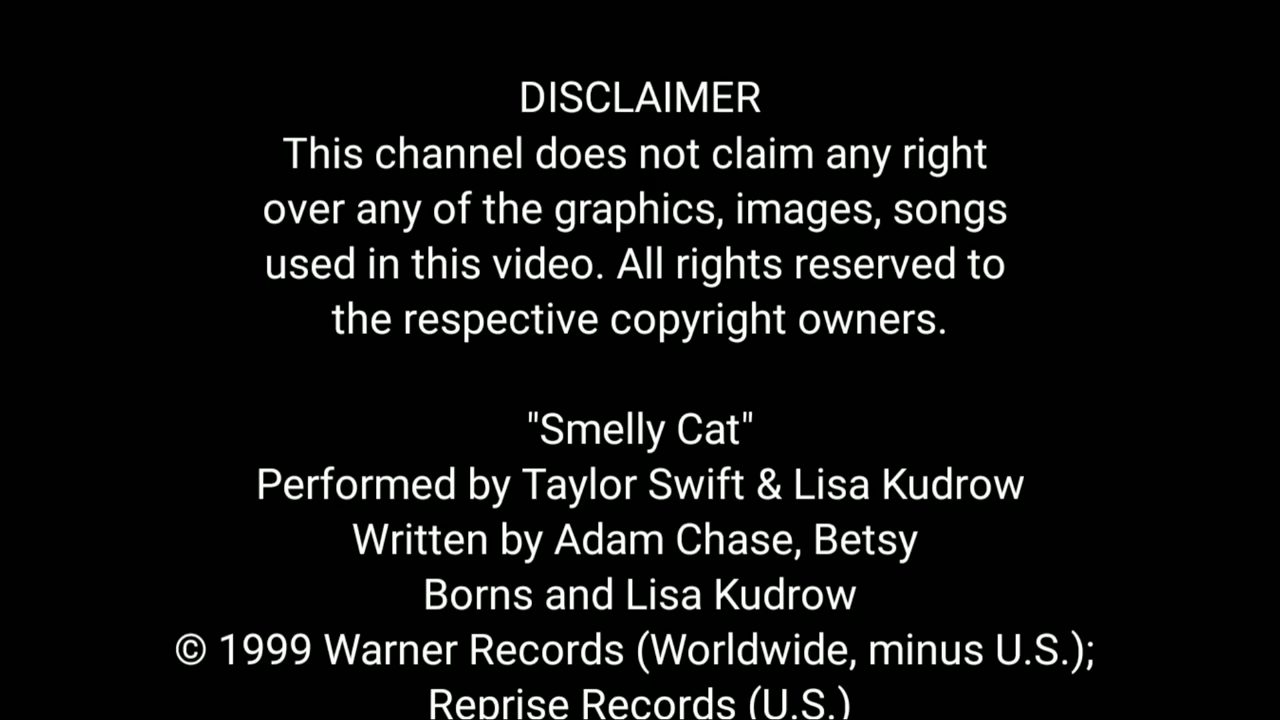 DISCLAIMER
This channel does not claim any right
over any of the graphics, images, songs
used in this video. All rights reserved to
the respective copyright owners.
"Smelly Cat"
Performed by Taylor Swift & Lisa Kudrow
Written by Adam Chase, Betsy
Borns and Lisa Kudrow
© 1999 Warner Records (Worldwide, minus U.S.);
Reprise Records (U.S.)